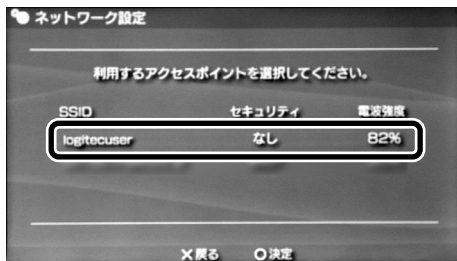 ネットワーク設定
利用するアクセスポイントを選択してください。
SSID セキュリティ 電波強度
logitecuser なし 82%
×戻る ○決定